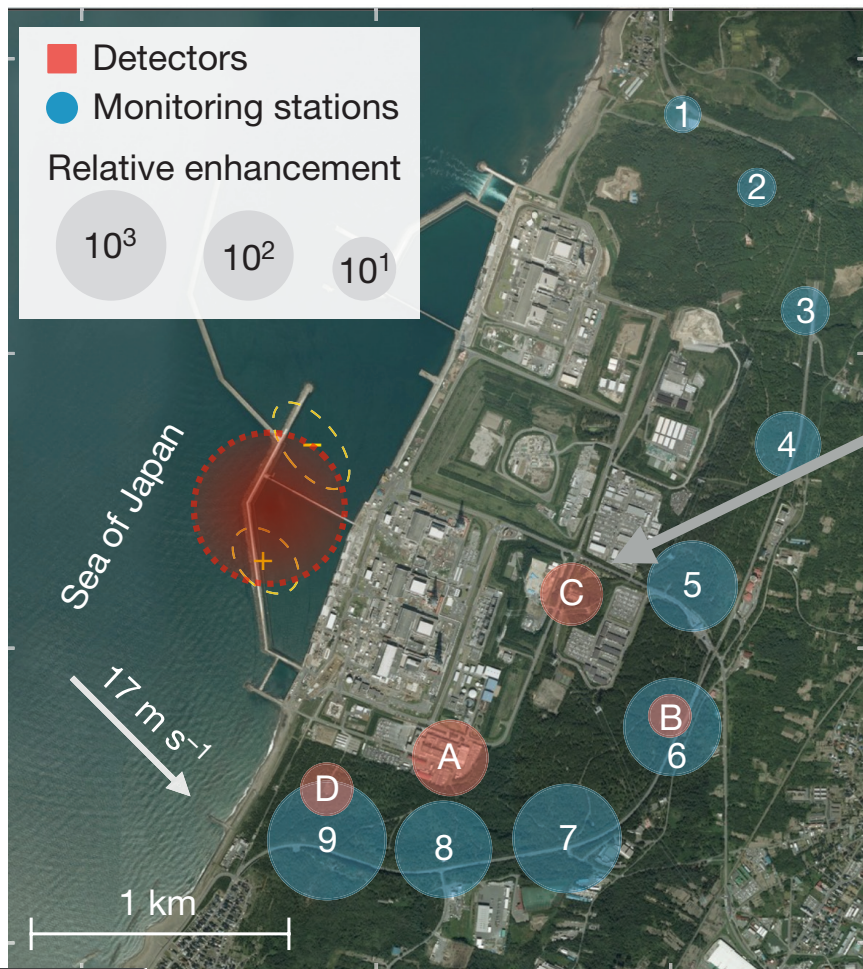 Detectors
Monitoring stations
Relative enhancement
10³
10²
10¹
1
2
3
4
−
Sea of Japan
+
C
5
17 m s⁻¹
B
6
A
D
9
8
7
1 km